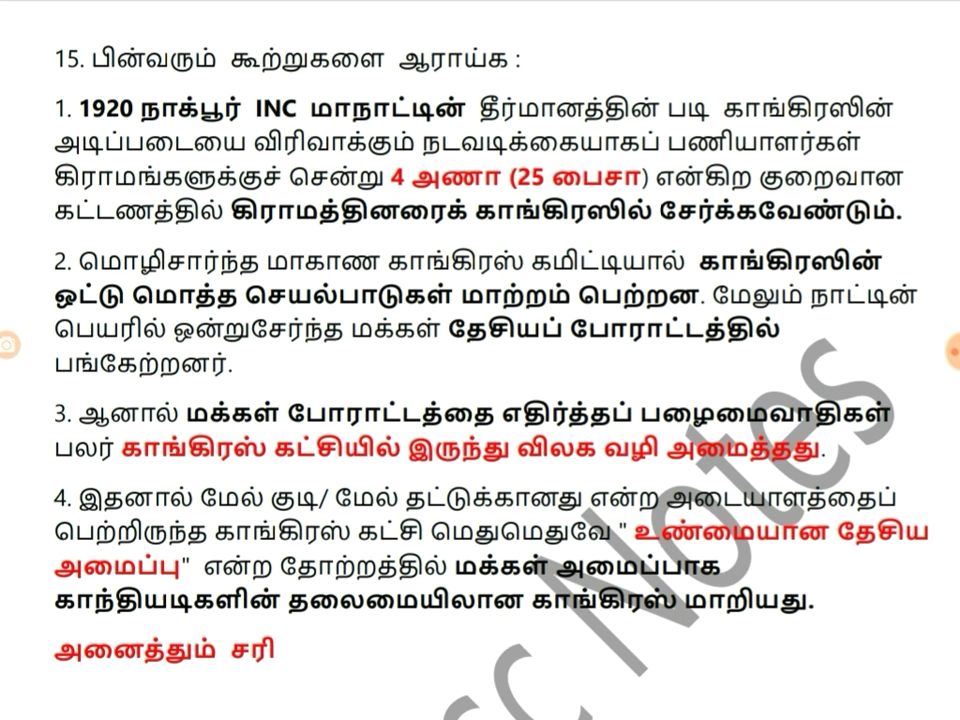 15. பின்வரும் கூற்றுகளை ஆராய்க :
1. 1920 நாக்பூர் INC மாநாட்டின் தீர்மானத்தின் படி காங்கிரஸின்
அடிப்படையை விரிவாக்கும் நடவடிக்கையாகப் பணியாளர்கள்
கிராமங்களுக்குச் சென்று 4 அணா (25 பைசா) என்கிற குறைவான
கட்டணத்தில் கிராமத்தினரைக் காங்கிரஸில் சேர்க்கவேண்டும்.
2. மொழிசார்ந்த மாகாண காங்கிரஸ் கமிட்டியால் காங்கிரஸின்
ஒட்டு மொத்த செயல்பாடுகள் மாற்றம் பெற்றன. மேலும் நாட்டின்
பெயரில் ஒன்றுசேர்ந்த மக்கள் தேசியப் போராட்டத்தில்
பங்கேற்றனர்.
3. ஆனால் மக்கள் போராட்டத்தை எதிர்த்தப் பழைமைவாதிகள்
பலர் காங்கிரஸ் கட்சியில் இருந்து விலக வழி அமைத்தது.
4. இதனால் மேல் குடி/ மேல் தட்டுக்கானது என்ற அடையாளத்தைப்
பெற்றிருந்த காங்கிரஸ் கட்சி மெதுமெதுவே " உண்மையான தேசிய
அமைப்பு" என்ற தோற்றத்தில் மக்கள் அமைப்பாக
காந்தியடிகளின் தலைமையிலான காங்கிரஸ் மாறியது.
அனைத்தும் சரி
sc Notes